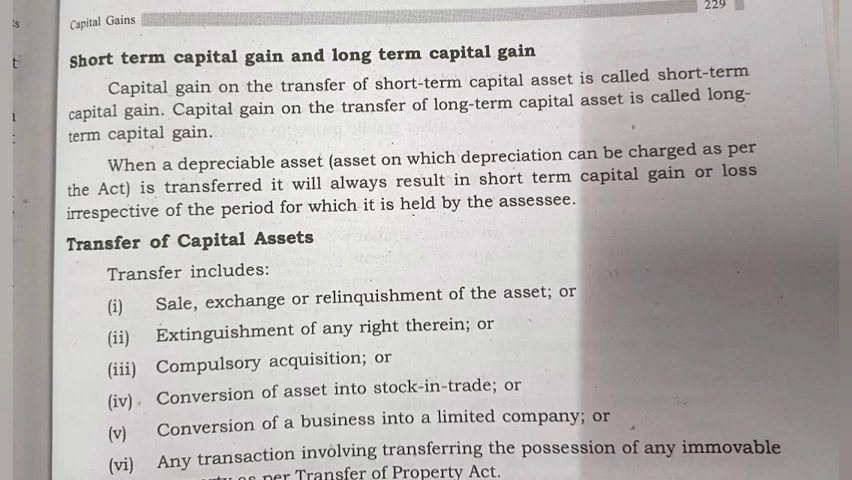 Capital Gains 229
Short term capital gain and long term capital gain
Capital gain on the transfer of short-term capital asset is called short-term
capital gain. Capital gain on the transfer of long-term capital asset is called long-
term capital gain.
When a depreciable asset (asset on which depreciation can be charged as per
the Act) is transferred it will always result in short term capital gain or loss
irrespective of the period for which it is held by the assessee.
Transfer of Capital Assets
Transfer includes:
(i) Sale, exchange or relinquishment of the asset; or
(ii) Extinguishment of any right therein; or
(iii) Compulsory acquisition; or
(iv) Conversion of asset into stock-in-trade; or
(v) Conversion of a business into a limited company; or
(vi) Any transaction involving transferring the possession of any immovable
as per Transfer of Property Act.